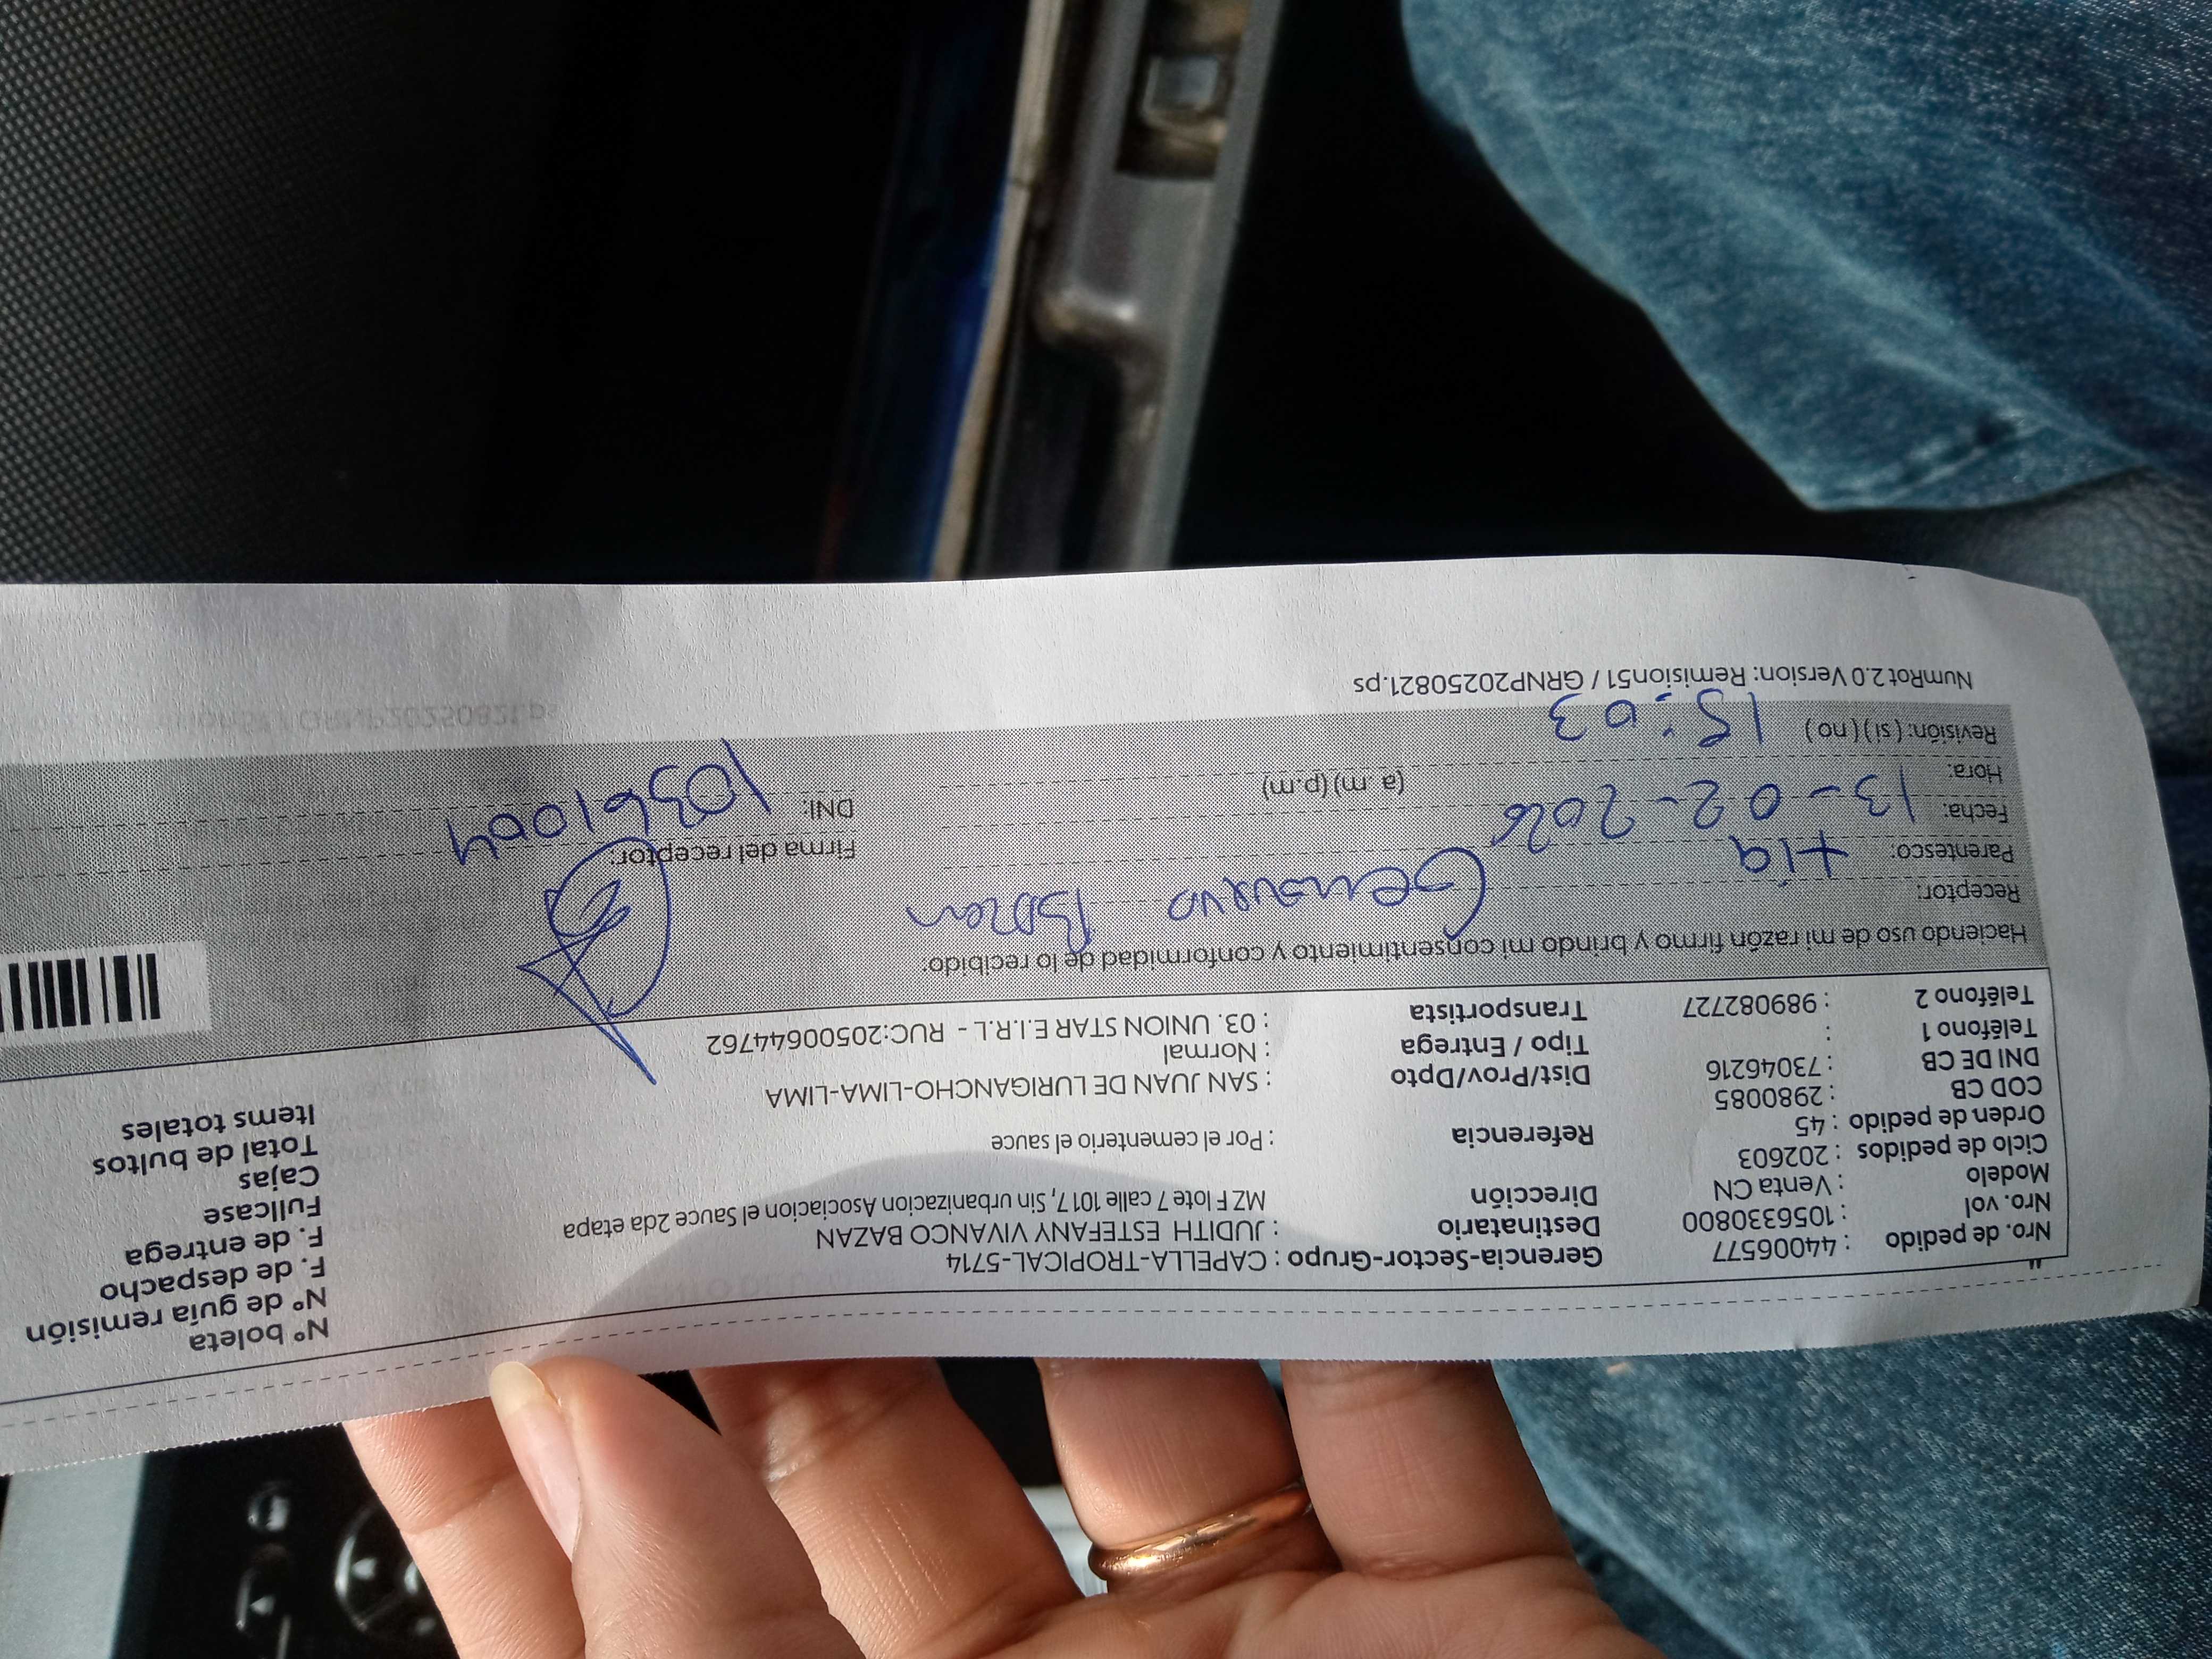 Nro. de pedido : 44006577 Gerencia-Sector-Grupo : CAPELLA-TROPICAL-5714 N° boleta
Nro. vol : 1056330800 Destinatario : JUDITH ESTEFANY VIVANCO BAZAN N° de guía remisión
Modelo : Venta CN Dirección MZ F lote 7 calle 1017, Sin urbanizacion Asociacion el Sauce 2da etapa F. de despacho
Ciclo de pedidos : 202603 F. de entrega
Orden de pedido : 45 Referencia : Por el cementerio el sauce Fullcase
COD CB : 2980085 Cajas
DNI DE CB : 73046216 Dist/Prov/Dpto : SAN JUAN DE LURIGANCHO-LIMA-LIMA Total de bultos
Teléfono 1 : Tipo / Entrega : Normal Items totales
Teléfono 2 : 989082727 Transportista : 03. UNION STAR E.I.R.L - RUC:20500644762
Haciendo uso de mi razón firmo y brindo mi consentimiento y conformidad de lo recibido:
Receptor: Bazan
Parentesco: tia Firma del receptor:
Fecha: 13-02-2026 DNI: 10361004
Hora: (a .m) (p.m)
Revisión: ( si ) ( no ) 15:03
NumRot 2.0 Version: Remision51 / GRNP20250821.ps